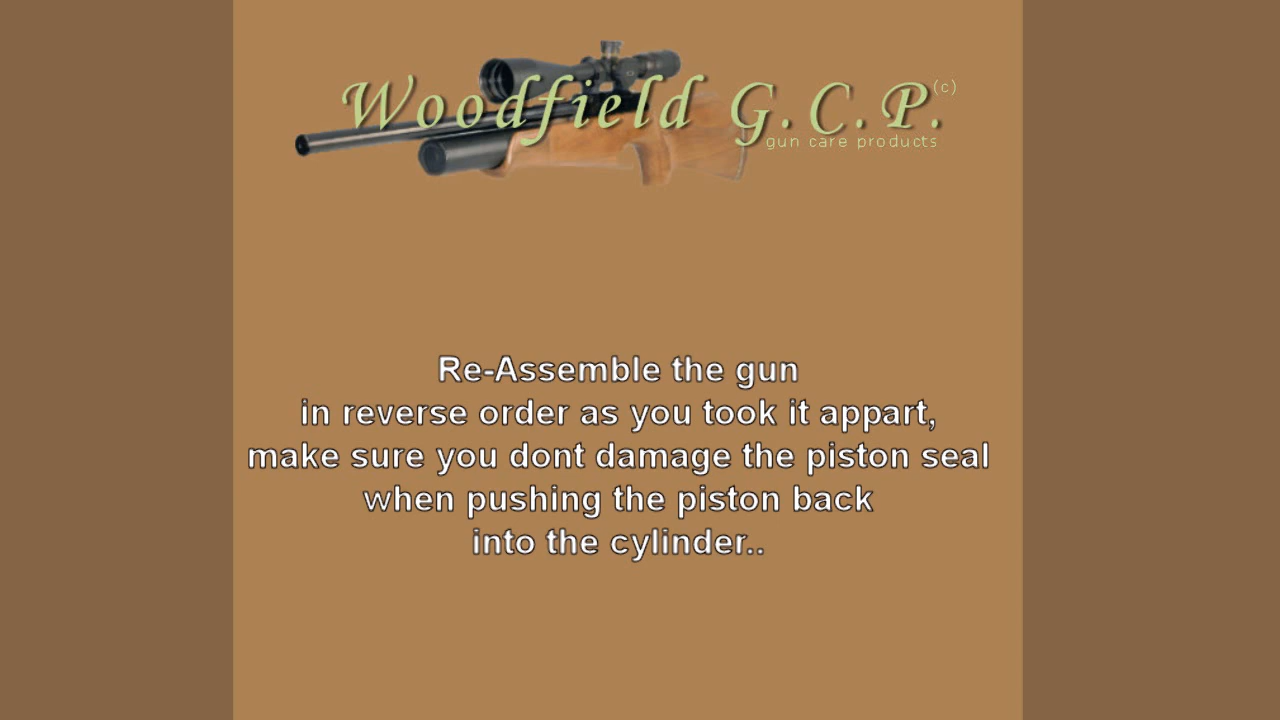 Woodfield G.C.P.(c)
gun care products
Re-Assemble the gun
in reverse order as you took it appart,
make sure you dont damage the piston seal
when pushing the piston back
into the cylinder..